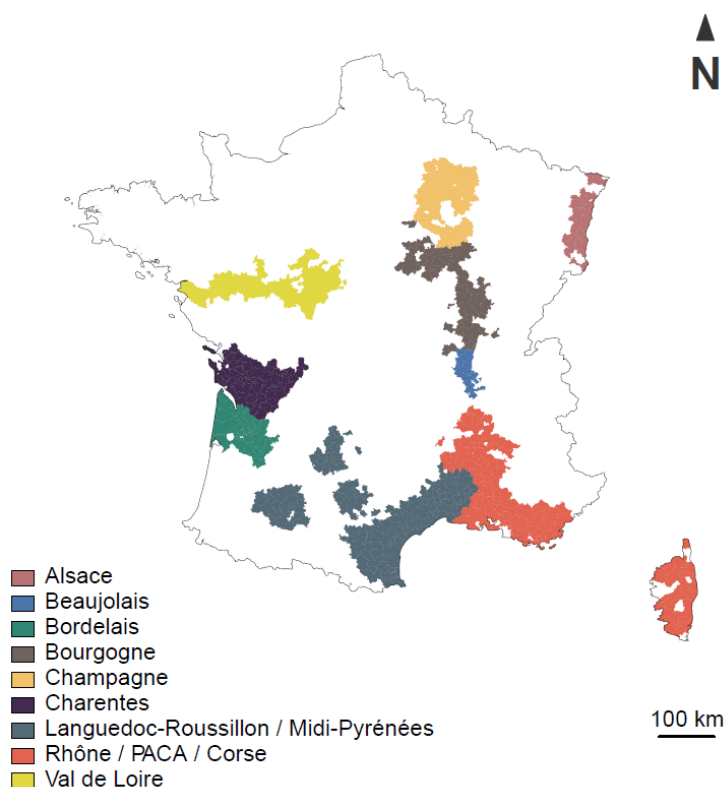 N
Alsace
Beaujolais
Bordelais
Bourgogne
Champagne
Charentes
Languedoc-Roussillon / Midi-Pyrénées
Rhône / PACA / Corse
Val de Loire
100 km